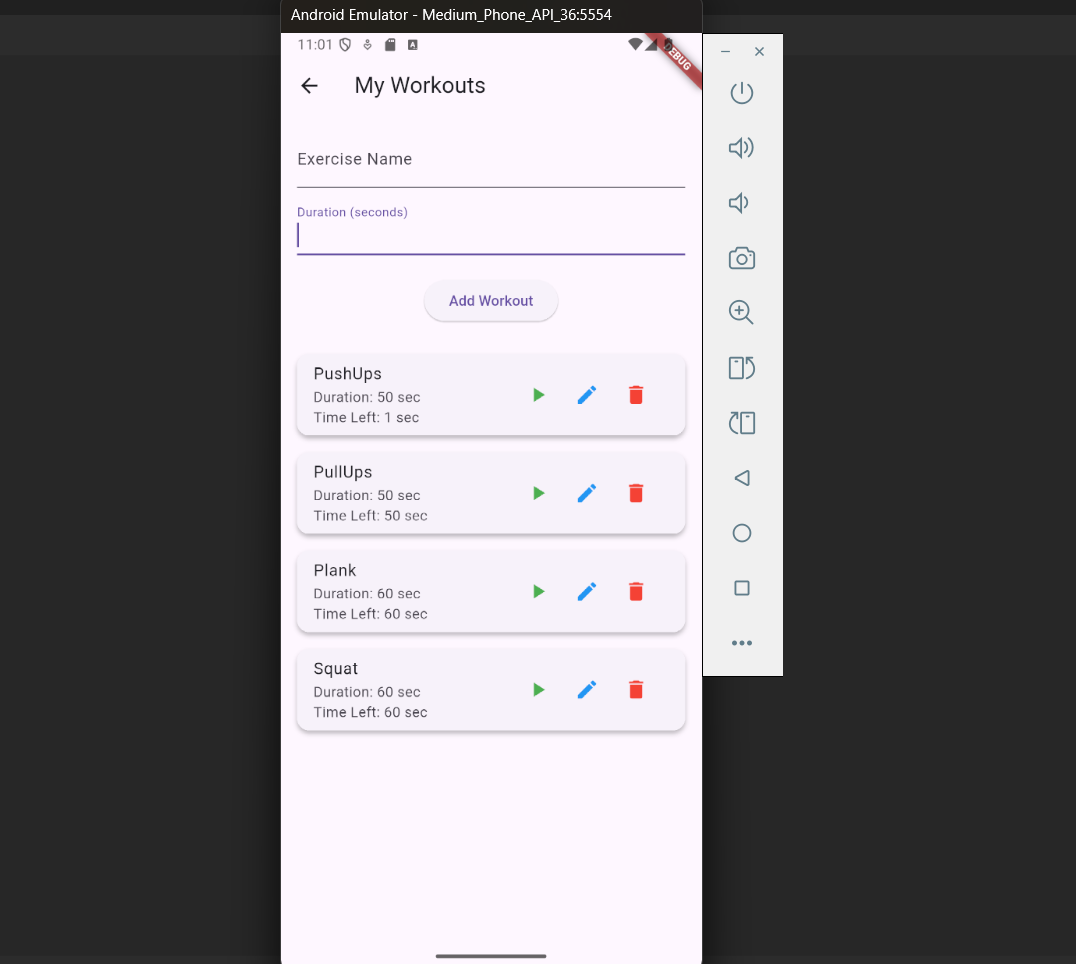 Android Emulator - Medium_Phone_API_36:5554
11:01
DEBUG
My Workouts
Exercise Name
Duration (seconds)
Add Workout
PushUps
Duration: 50 sec
Time Left: 1 sec
PullUps
Duration: 50 sec
Time Left: 50 sec
Plank
Duration: 60 sec
Time Left: 60 sec
Squat
Duration: 60 sec
Time Left: 60 sec